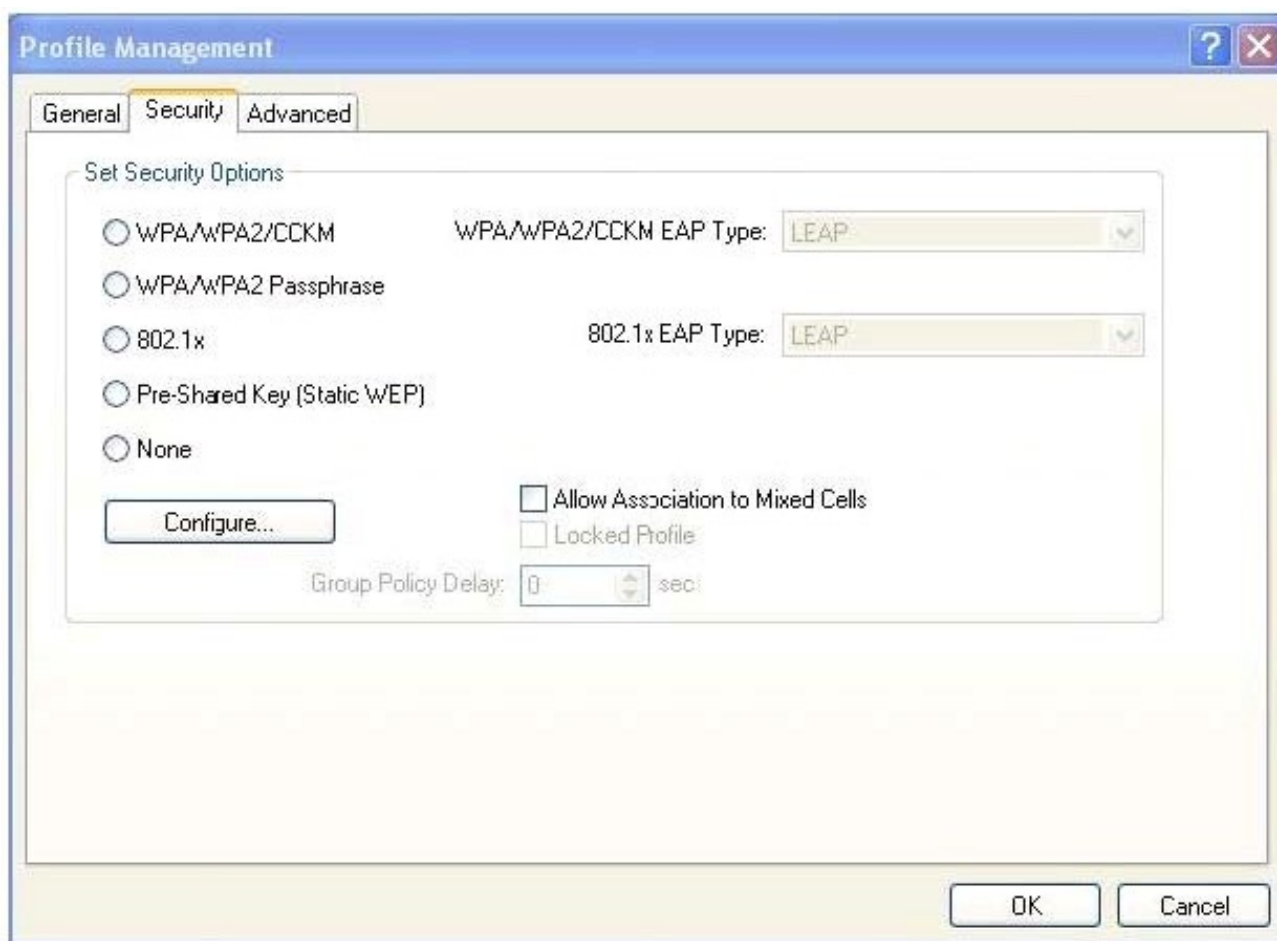 Profile Management
General Security Advanced
Set Security Options
WPA/WPA2/CCKM WPA/WPA2/CCKM EAP Type: LEAP
WPA/WPA2 Passphrase
802.1x 802.1x EAP Type: LEAP
Pre-Shared Key (Static WEP)
None
Allow Association to Mixed Cells
Configure...
Locked Profile
Group Policy Delay: 0 sec
OK Cancel